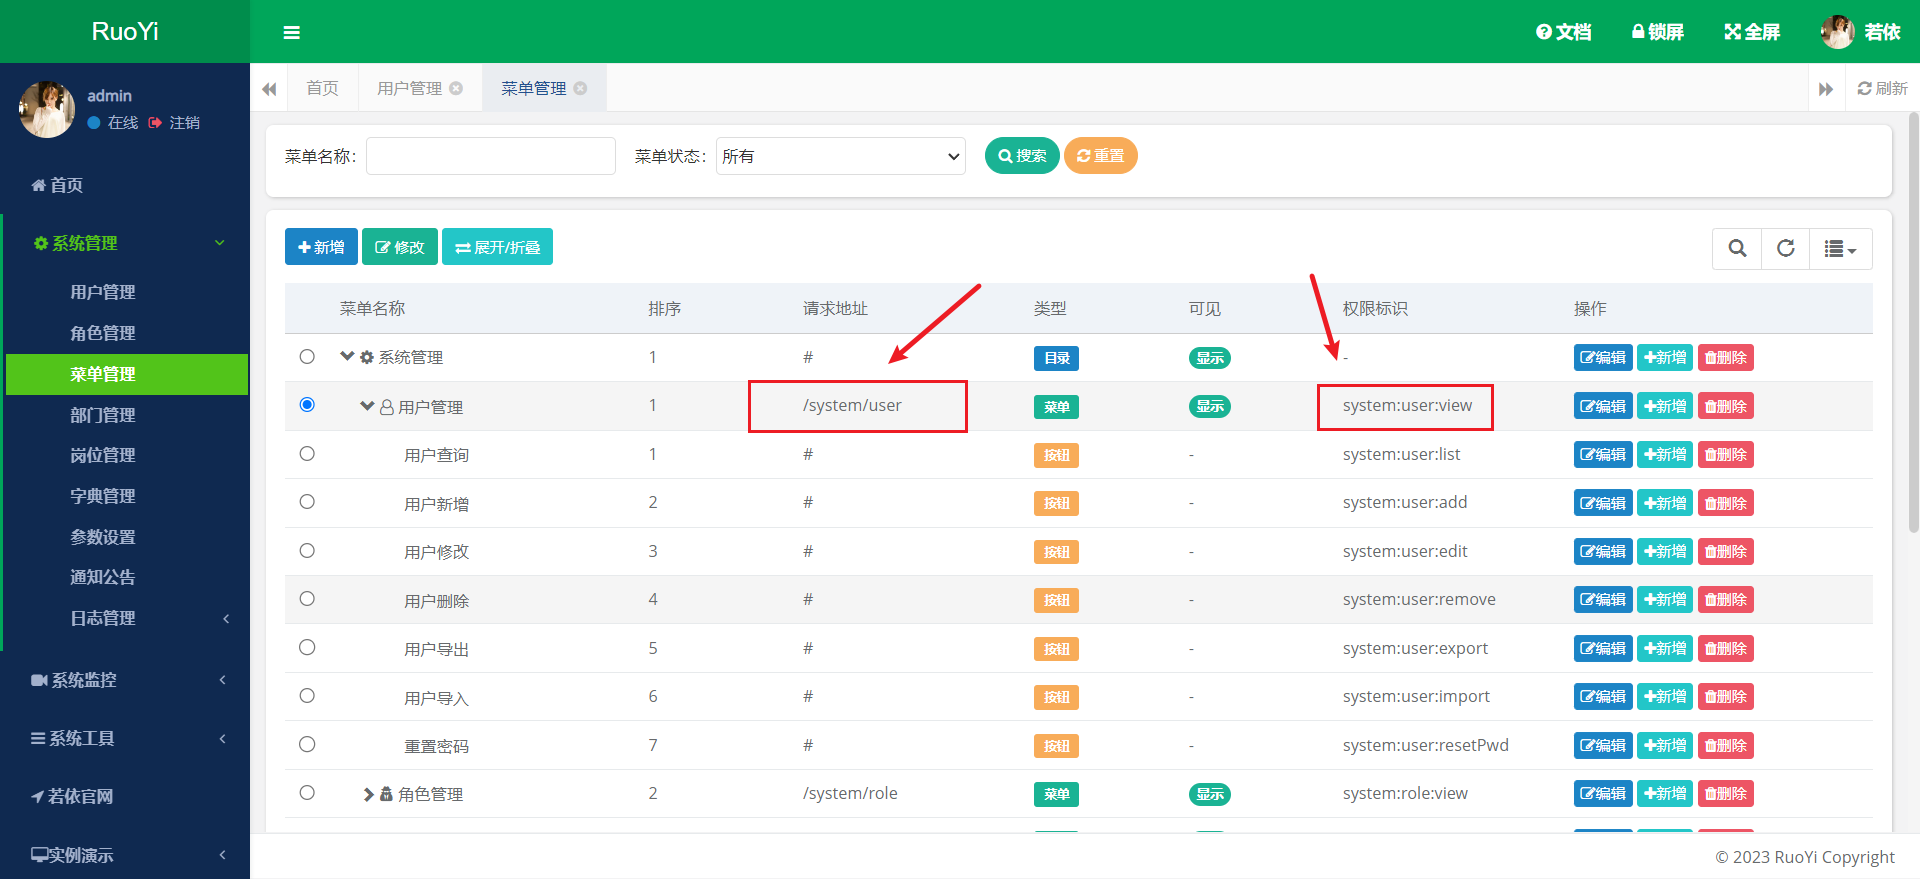 RuoYi
文档
锁屏
全屏
若依
admin
在线
注销
首页
用户管理
菜单管理
刷新
首页
系统管理
用户管理
角色管理
菜单管理
部门管理
岗位管理
字典管理
参数设置
通知公告
日志管理
系统监控
系统工具
若依官网
实例演示
菜单名称：
菜单状态：
所有
搜索
重置
新增
修改
展开/折叠
菜单名称 排序 请求地址 类型 可见 权限标识 操作
系统管理 1 # 目录 显示 - 编辑 新增 删除
用户管理 1 /system/user 菜单 显示 system:user:view 编辑 新增 删除
用户查询 1 # 按钮 - system:user:list 编辑 新增 删除
用户新增 2 # 按钮 - system:user:add 编辑 新增 删除
用户修改 3 # 按钮 - system:user:edit 编辑 新增 删除
用户删除 4 # 按钮 - system:user:remove 编辑 新增 删除
用户导出 5 # 按钮 - system:user:export 编辑 新增 删除
用户导入 6 # 按钮 - system:user:import 编辑 新增 删除
重置密码 7 # 按钮 - system:user:resetPwd 编辑 新增 删除
角色管理 2 /system/role 菜单 显示 system:role:view 编辑 新增 删除
© 2023 RuoYi Copyright